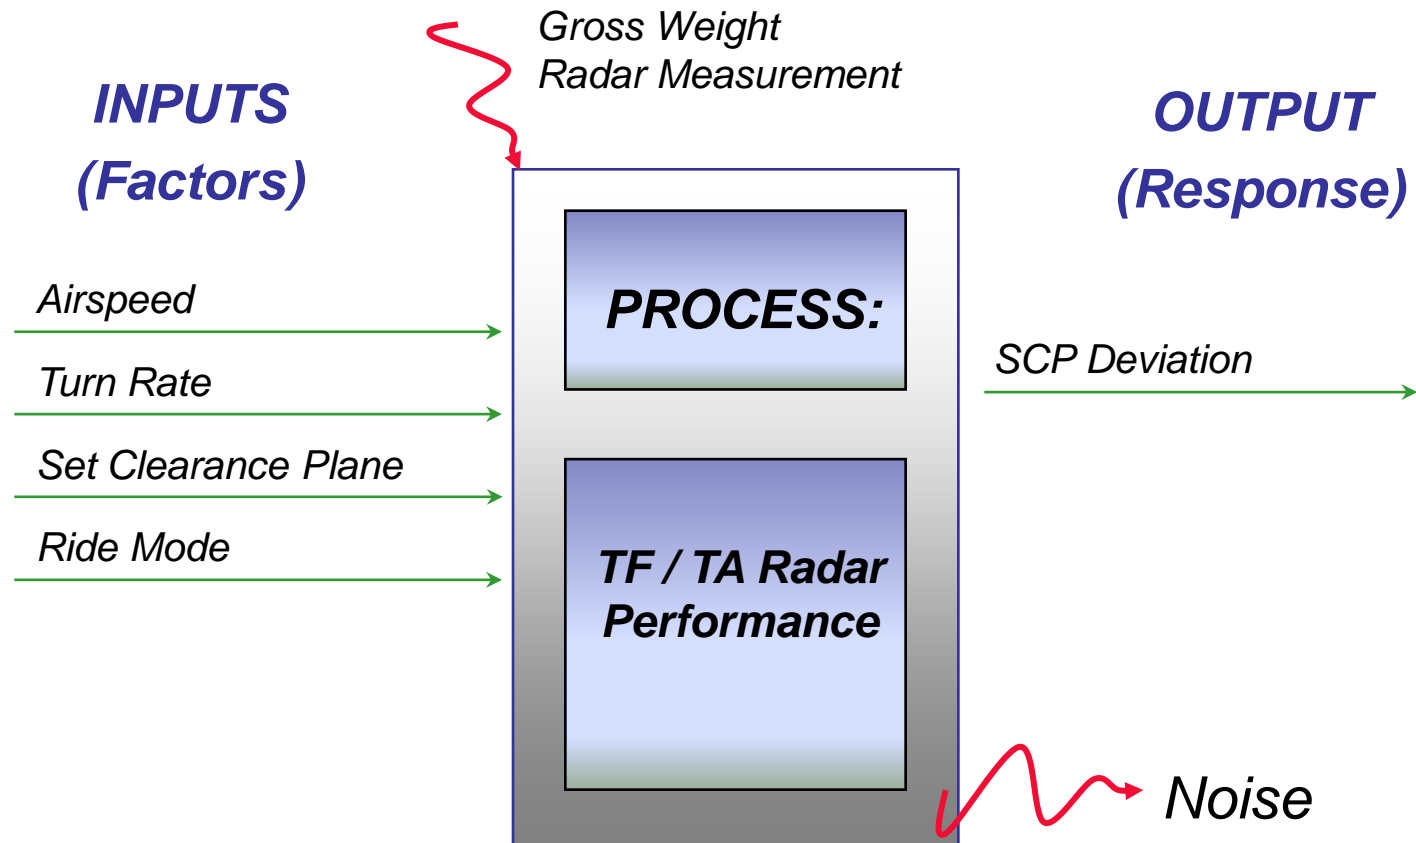 Gross Weight
Radar Measurement
INPUTS
(Factors)
OUTPUT
(Response)
Airspeed
Turn Rate
Set Clearance Plane
Ride Mode
PROCESS:
TF / TA Radar
Performance
SCP Deviation
Noise